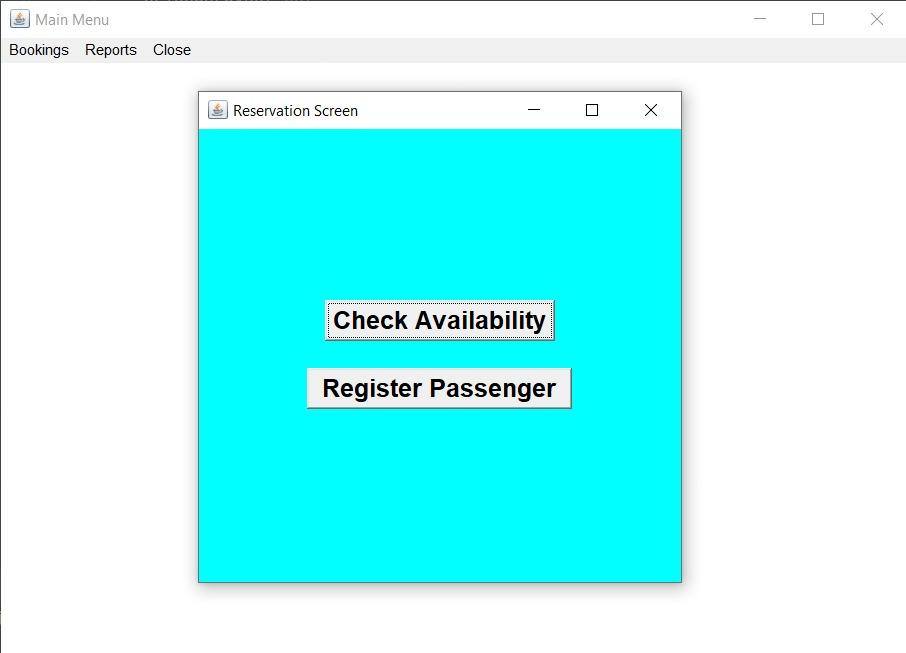 Main Menu
Bookings Reports Close
Reservation Screen
Check Availability
Register Passenger